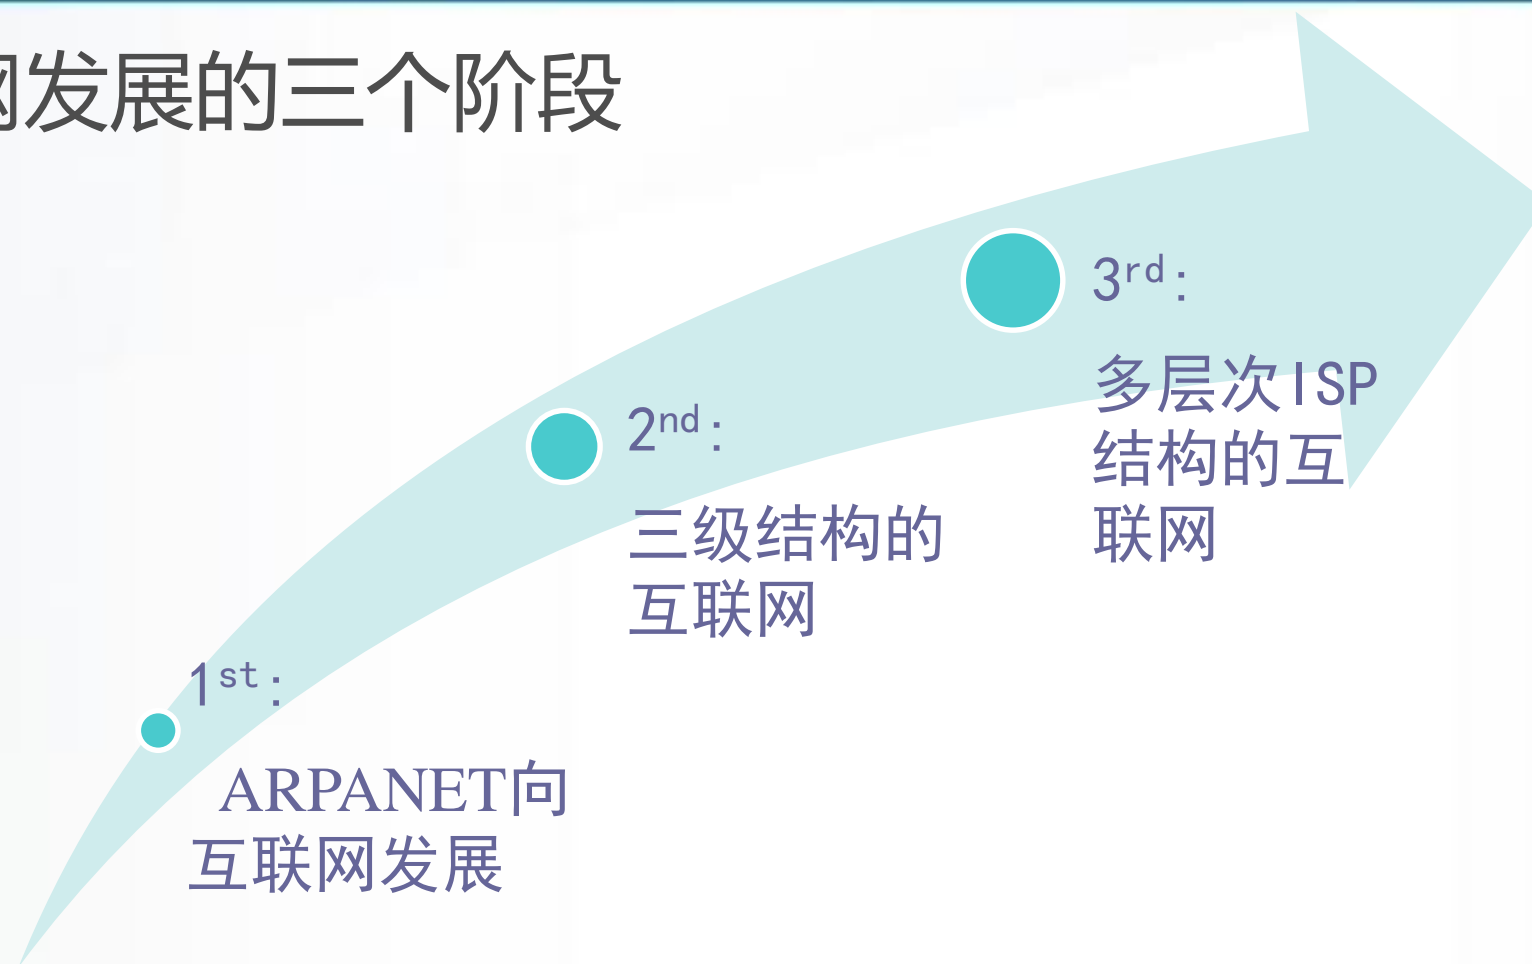 网发展的三个阶段
3rd:
多层次ISP
结构的互
联网
2nd:
三级结构的
互联网
1st:
ARPANET向
互联网发展